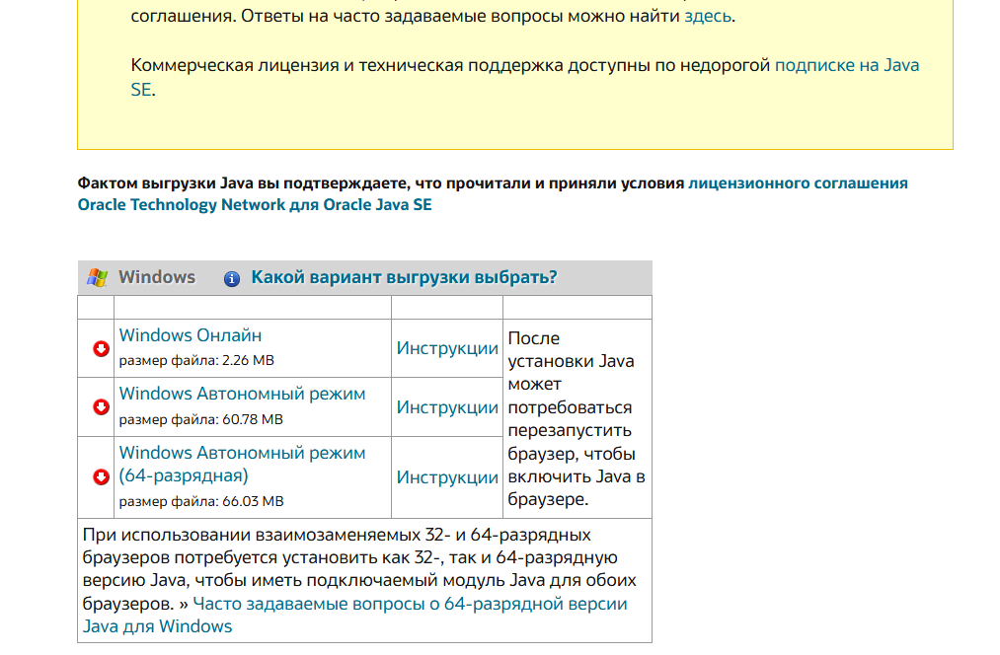 соглашения. Ответы на часто задаваемые вопросы можно найти здесь.
Коммерческая лицензия и техническая поддержка доступны по недорогой подписке на Java
SE.
Фактом выгрузки Java вы подтверждаете, что прочитали и приняли условия лицензионного соглашения
Oracle Technology Network для Oracle Java SE
Windows Какой вариант выгрузки выбрать?
Windows Онлайн
размер файла: 2.26 MB
Инструкции
Windows Автономный режим
размер файла: 60.78 MB
Инструкции
Windows Автономный режим
(64-разрядная)
размер файла: 66.03 MB
Инструкции
После
установки Java
может
потребоваться
перезапустить
браузер, чтобы
включить Java в
браузере.
При использовании взаимозаменяемых 32- и 64-разрядных
браузеров потребуется установить как 32-, так и 64-разрядную
версию Java, чтобы иметь подключаемый модуль Java для обоих
браузеров. » Часто задаваемые вопросы о 64-разрядной версии
Java для Windows